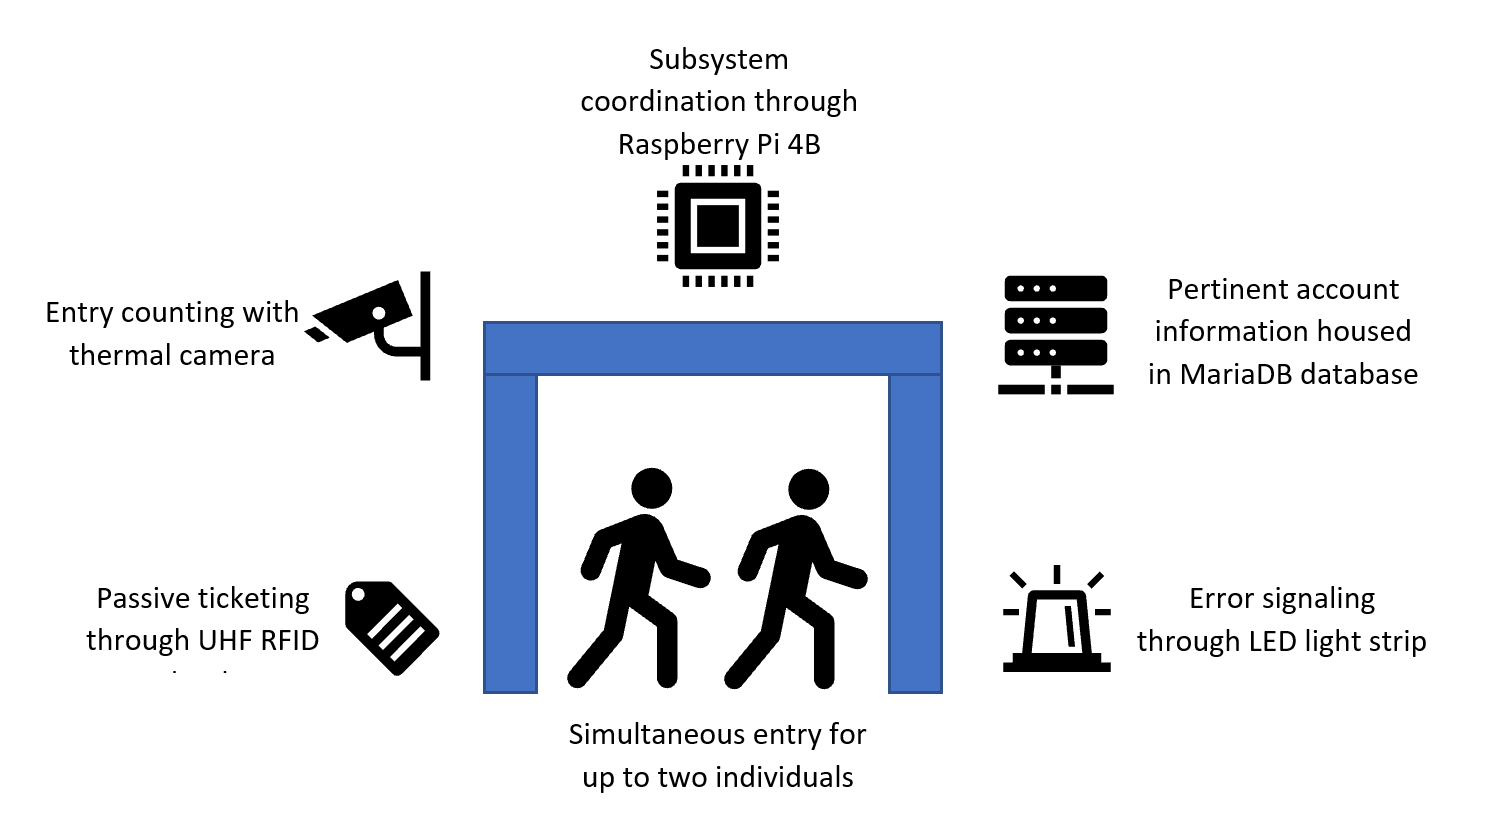 Subsystem
coordination through
Raspberry Pi 4B
Entry counting with
thermal camera
Pertinent account
information housed
in MariaDB database
Passive ticketing
through UHF RFID
Error signaling
through LED light strip
Simultaneous entry for
up to two individuals